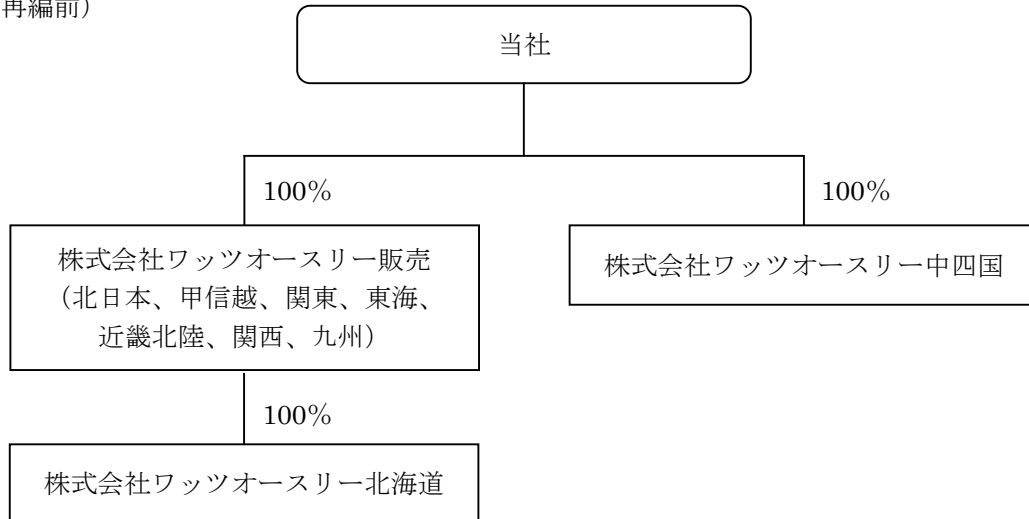 再編前）
当社
100%
100%
株式会社ワッツオースリー販売
（北日本、甲信越、関東、東海、
近畿北陸、関西、九州）
株式会社ワッツオースリー中四国
100%
株式会社ワッツオースリー北海道